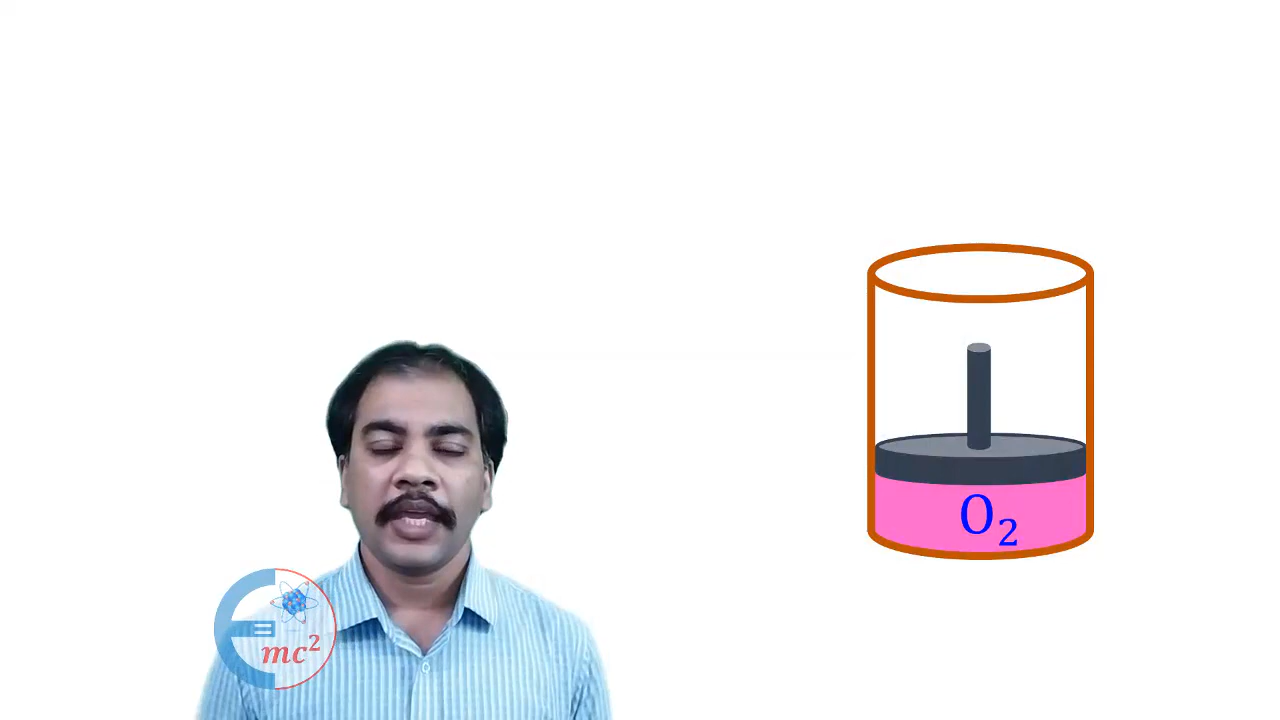 O₂
E = mc²